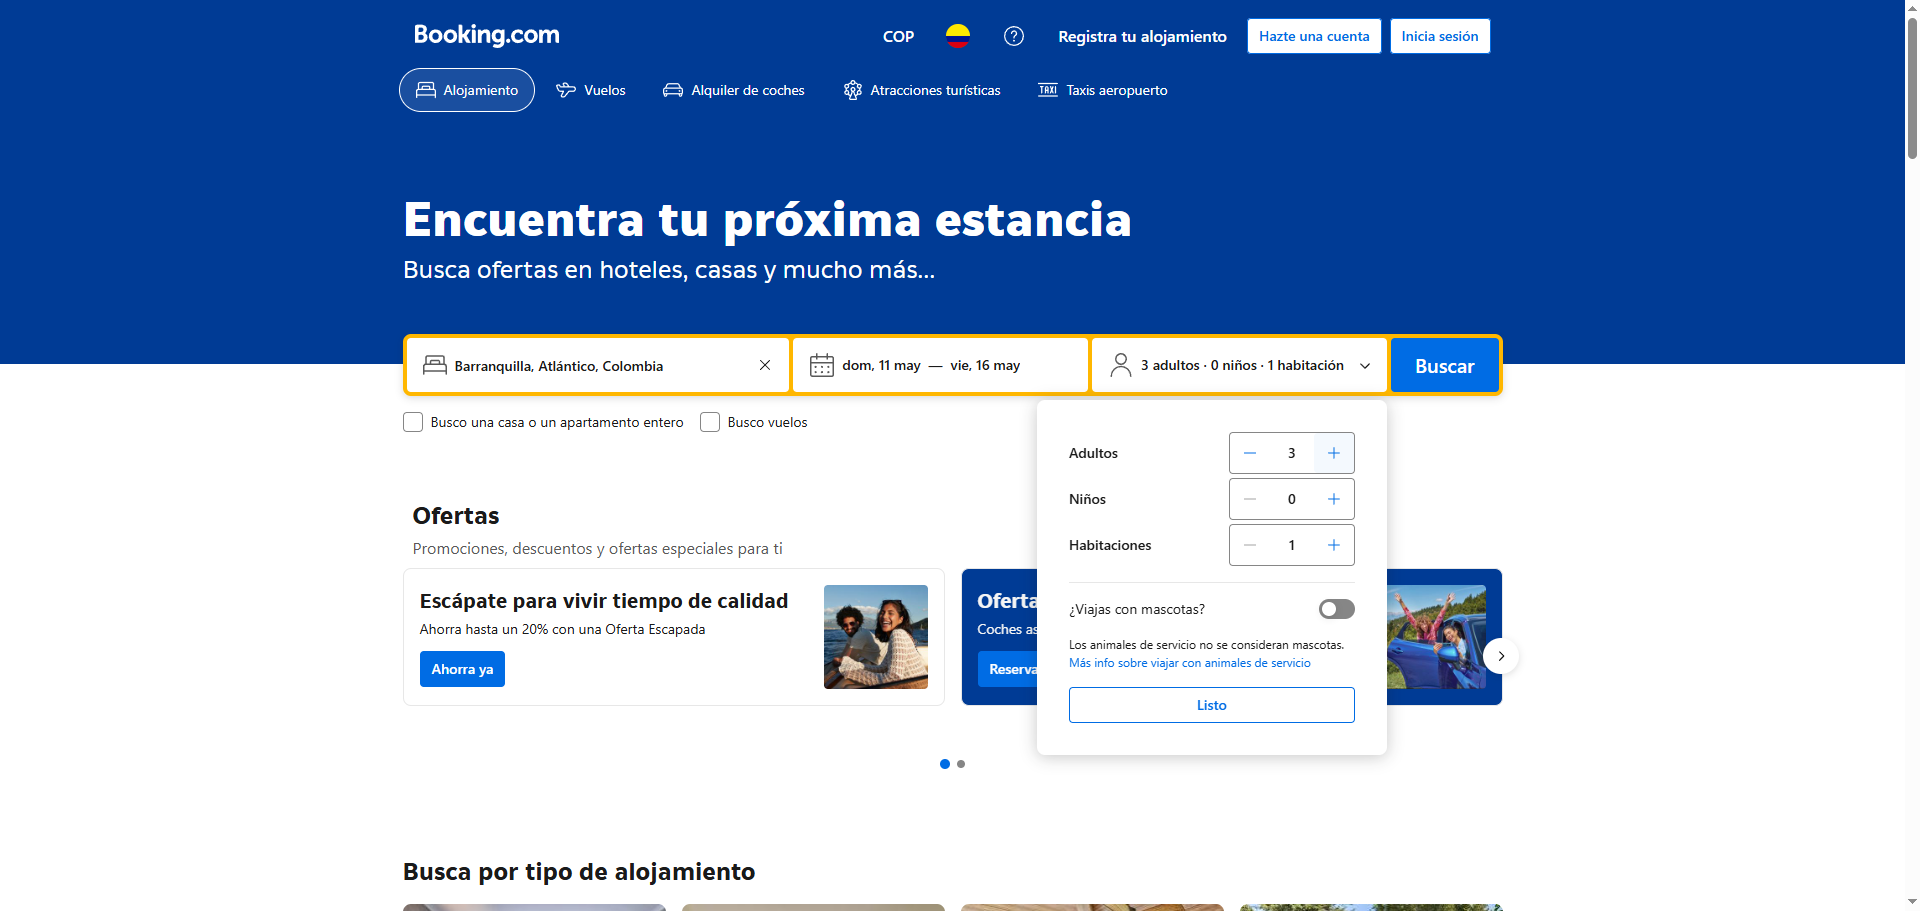 Booking.com
COP
Registra tu alojamiento
Hazte una cuenta
Inicia sesión
Alojamiento
Vuelos
Alquiler de coches
Atracciones turísticas
TAXI
Taxis aeropuerto
Encuentra tu próxima estancia
Busca ofertas en hoteles, casas y mucho más...
Barranquilla, Atlántico, Colombia
dom, 11 may — vie, 16 may
3 adultos · 0 niños · 1 habitación
Buscar
Busco una casa o un apartamento entero
Busco vuelos
Adultos
3
Niños
0
Habitaciones
1
¿Viajas con mascotas?
Los animales de servicio no se consideran mascotas.
Más info sobre viajar con animales de servicio
Listo
Ofertas
Promociones, descuentos y ofertas especiales para ti
Escápate para vivir tiempo de calidad
Ahorra hasta un 20% con una Oferta Escapada
Ahorra ya
Oferta
Coches as
Reserva
Busca por tipo de alojamiento